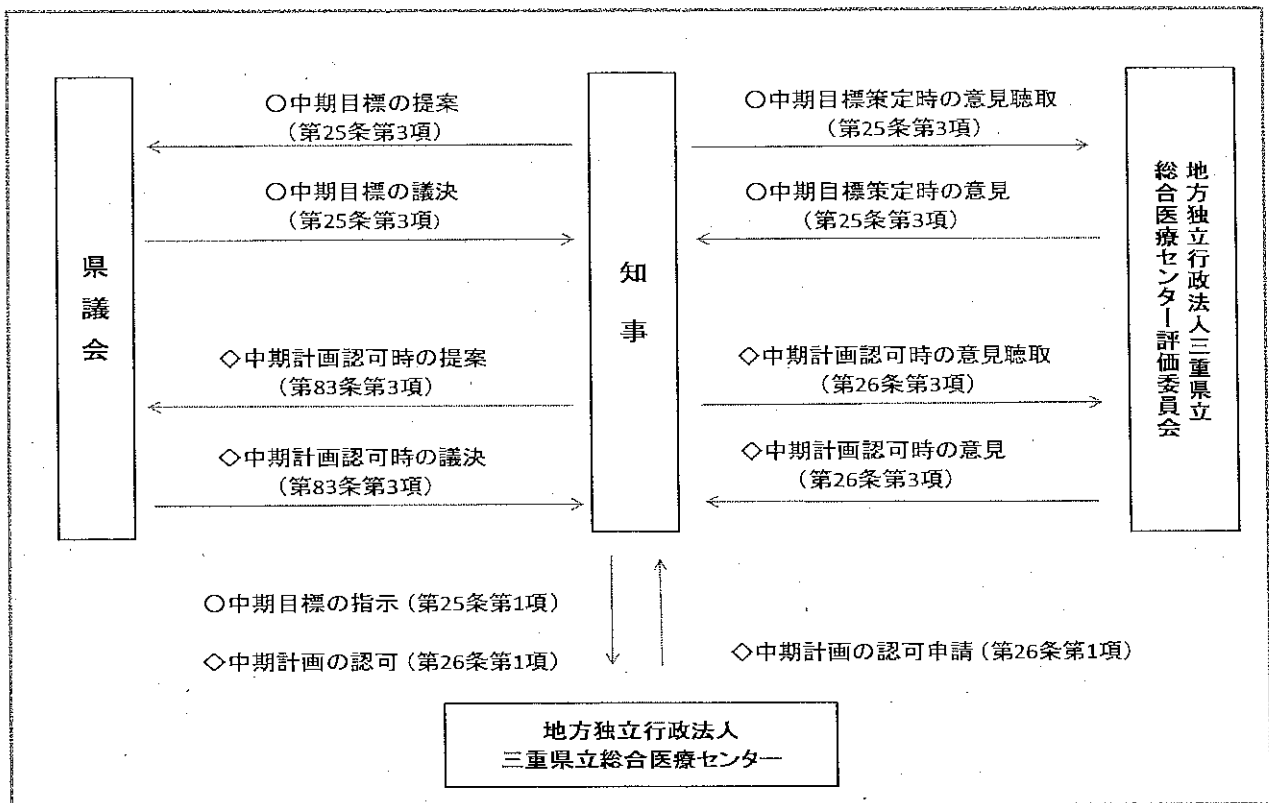 ○中期目標の提案
(第25条第3項)
○中期目標の議決
(第25条第3項)
県議会
◇中期計画認可時の提案
(第83条第3項)
◇中期計画認可時の議決
(第83条第3項)
知事
○中期目標策定時の意見聴取
(第25条第3項)
○中期目標策定時の意見
(第25条第3項)
◇中期計画認可時の意見聴取
(第26条第3項)
◇中期計画認可時の意見
(第26条第3項)
地方独立行政法人三重県立
総合医療センター評価委員会
○中期目標の指示(第25条第1項)
◇中期計画の認可(第26条第1項)
◇中期計画の認可申請(第26条第1項)
地方独立行政法人
三重県立総合医療センター